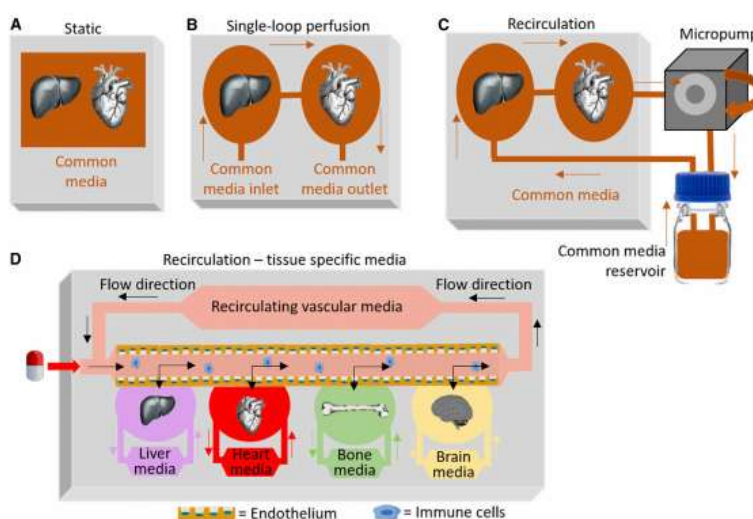 A
Static
Common
media
B
Single-loop perfusion
Common
media inlet
Common
media outlet
C
Recirculation
Micropump
Common media
Common media
reservoir
D
Recirculation – tissue specific media
Flow direction
Flow direction
Recirculating vascular media
Liver
media
Heart
media
Bone
media
Brain
media
= Endothelium
= Immune cells